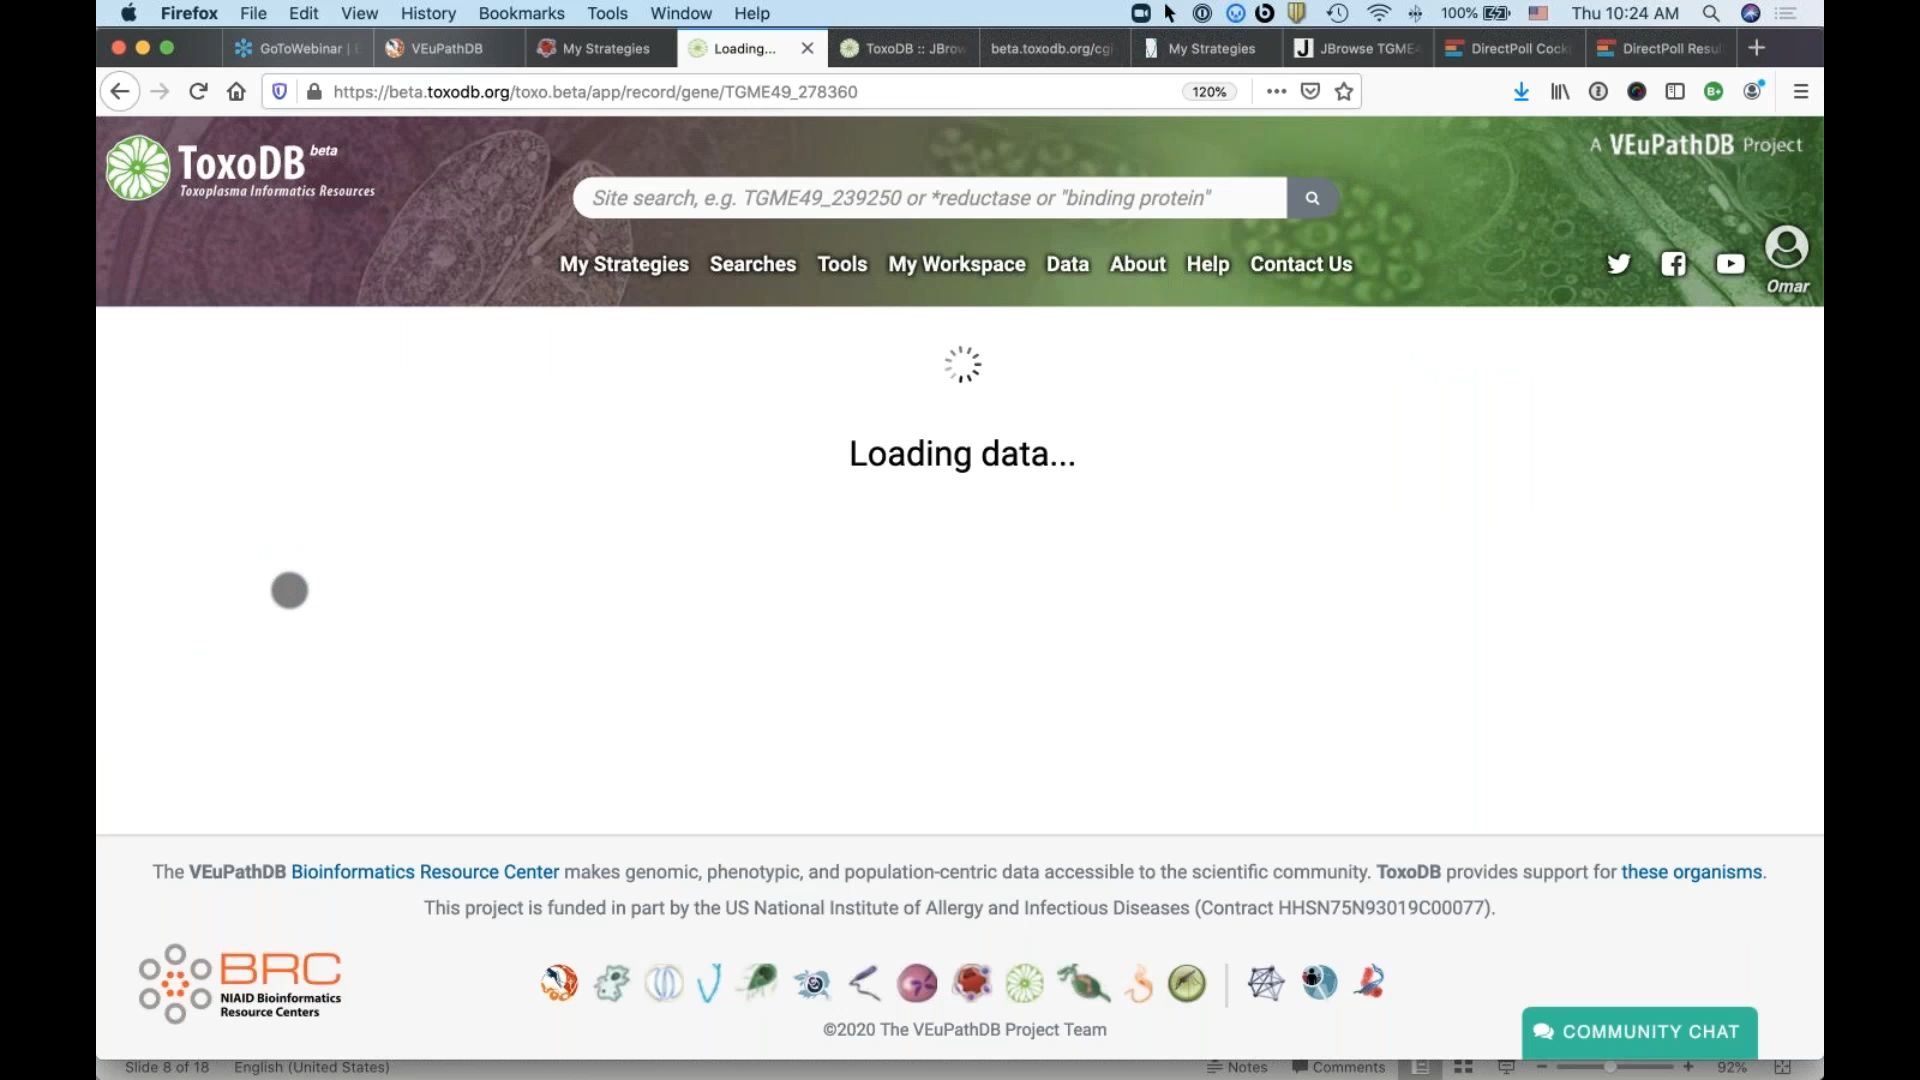 Firefox File Edit View History Bookmarks Tools Window Help 100% Thu 10:24 AM
GoToWebinar | VEuPathDB My Strategies Loading... ToxoDB :: JBrow beta.toxodb.org/cgi My Strategies J JBrowse TGME4 DirectPoll Cock DirectPoll Resul
https://beta.toxodb.org/toxo.beta/app/record/gene/TGME49_278360 120%
A VEuPathDB Project
ToxoDB beta
Toxoplasma Informatics Resources
Site search, e.g. TGME49_239250 or *reductase or "binding protein"
My Strategies Searches Tools My Workspace Data About Help Contact Us
Omar
Loading data...
The VEuPathDB Bioinformatics Resource Center makes genomic, phenotypic, and population-centric data accessible to the scientific community. ToxoDB provides support for these organisms.
This project is funded in part by the US National Institute of Allergy and Infectious Diseases (Contract HHSN75N93019C00077).
BRC
NIAID Bioinformatics
Resource Centers
©2020 The VEuPathDB Project Team
COMMUNITY CHAT
Slide 8 of 18 English (United States) Notes Comments 92%